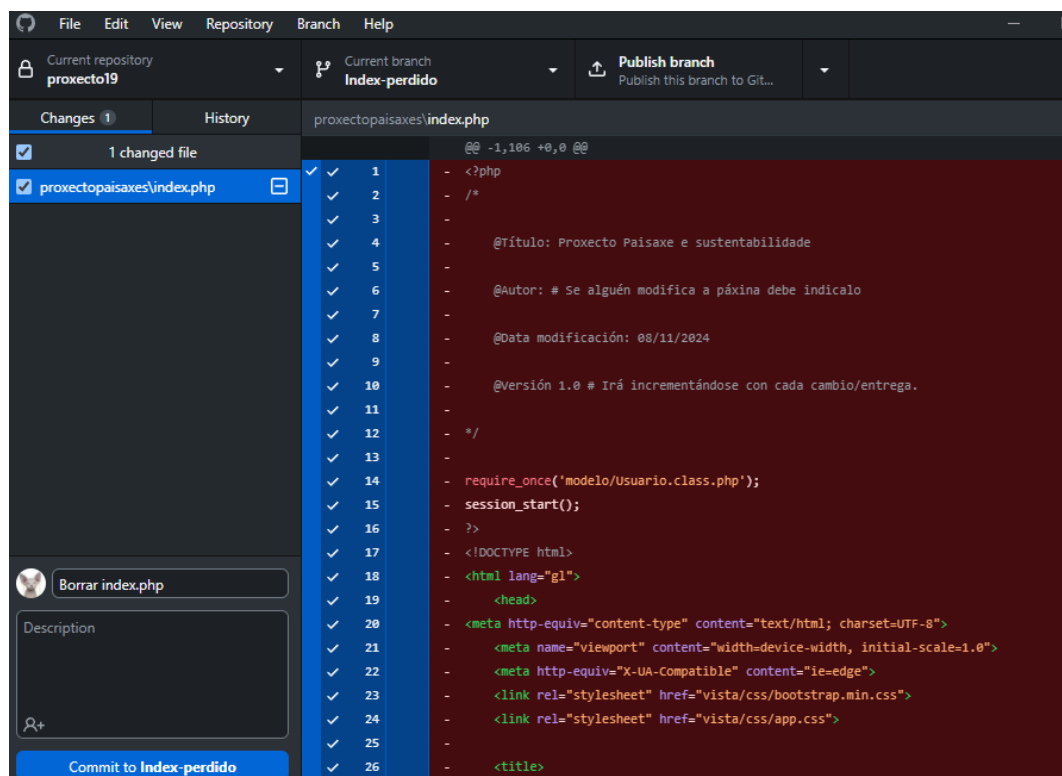 File Edit View Repository Branch Help
Current repository
proxecto19
Current branch
Index-perdido
Publish branch
Publish this branch to Git...
Changes 1 History
1 changed file
proxectopaisaxes\index.php
proxectopaisaxes\index.php
@@ -1,106 +0,0 @@
1 - <?php
2 - /*
3 -
4 - @Título: Proxecto Paisaxe e sustentabilidade
5 -
6 - @Autor: # Se alguén modifica a páxina debe indicalo
7 -
8 - @Data modificación: 08/11/2024
9 -
10 - @Versión 1.0 # Irá incrementándose con cada cambio/entrega.
11 -
12 - */
13 -
14 - require_once('modelo/Usuario.class.php');
15 - session_start();
16 - ?>
17 - <!DOCTYPE html>
18 - <html lang="gl">
19 - <head>
20 - <meta http-equiv="content-type" content="text/html; charset=UTF-8">
21 - <meta name="viewport" content="width=device-width, initial-scale=1.0">
22 - <meta http-equiv="X-UA-Compatible" content="ie=edge">
23 - <link rel="stylesheet" href="vista/css/bootstrap.min.css">
24 - <link rel="stylesheet" href="vista/css/app.css">
25 -
26 - <title>
Borrar index.php
Description
Commit to Index-perdido